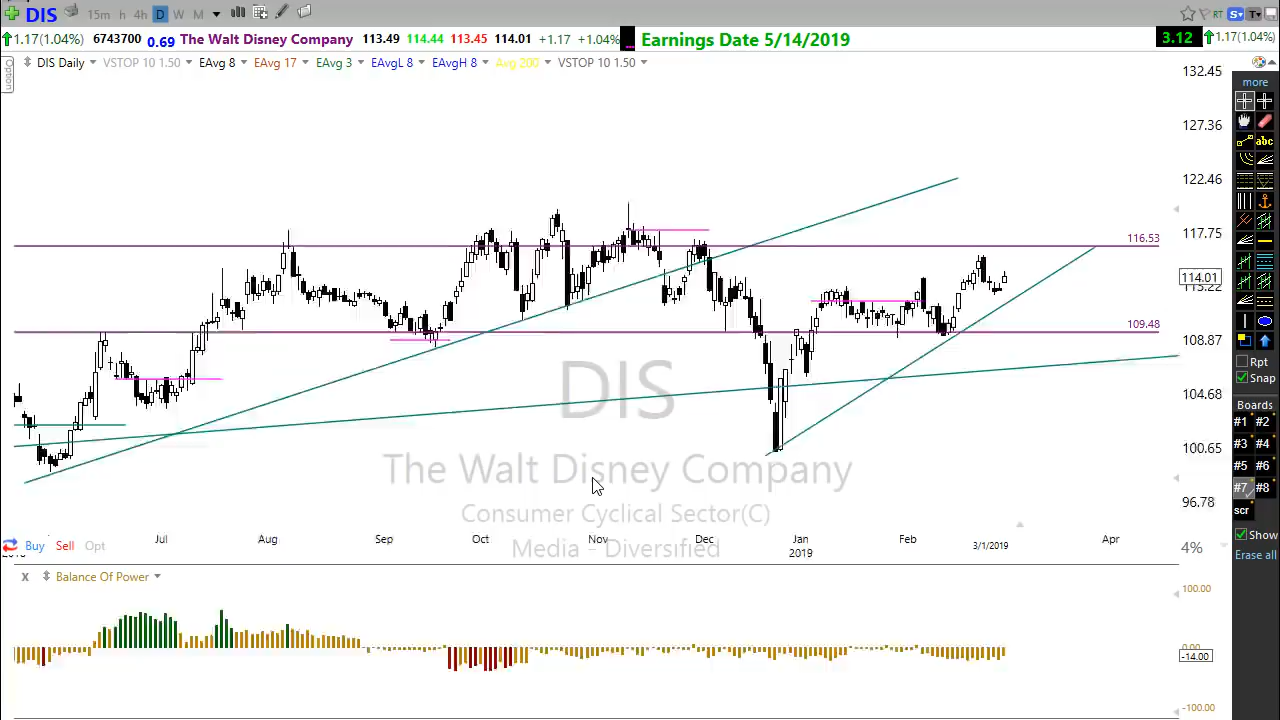 DIS 15m h 4h D W M RT S T
1.17(1.04%) 6743700 0.69 The Walt Disney Company 113.49 114.44 113.45 114.01 +1.17 +1.04% Earnings Date 5/14/2019 3.12 1.17(1.04%)
Option
DIS Daily VSTOP 10 1.50 EAvg 8 EAvg 17 EAvg 3 EAvgL 8 EAvgH 8 Avg 200 VSTOP 10 1.50
132.45
127.36
122.46
117.75
116.53
114.01
113.22
109.48
108.87
104.68
100.65
96.78
DIS
The Walt Disney Company
Consumer Cyclical Sector(C)
Media - Diversified
Jul Aug Sep Oct Nov Dec Jan Feb 3/1/2019 Apr
2019
Buy Sell Opt
4%
X Balance Of Power
100.00
0.00
-14.00
-100.00
more
abc
Rpt
Snap
Boards
#1 #2
#3 #4
#5 #6
#7 #8
scr
Show
Erase all